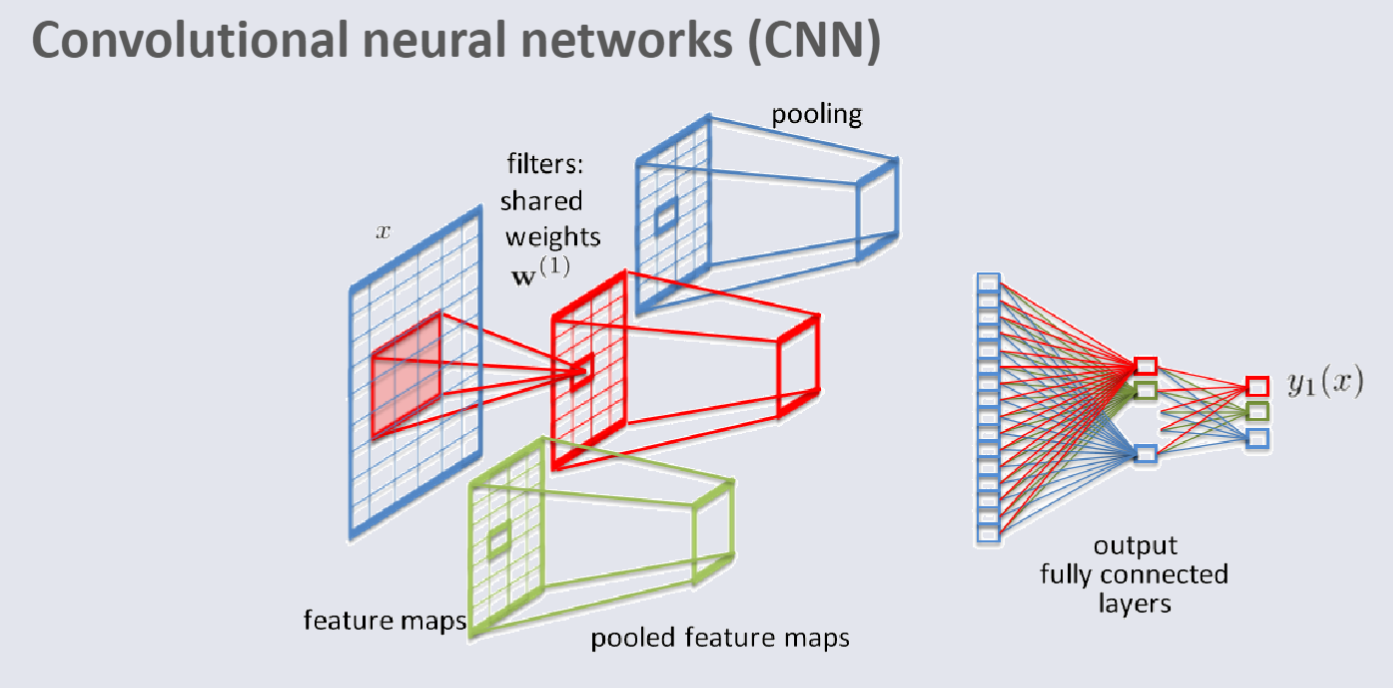 Convolutional neural networks (CNN)
pooling
filters:
shared
weights
w^(1)
x
y₁(x)
output
fully connected
layers
feature maps
pooled feature maps